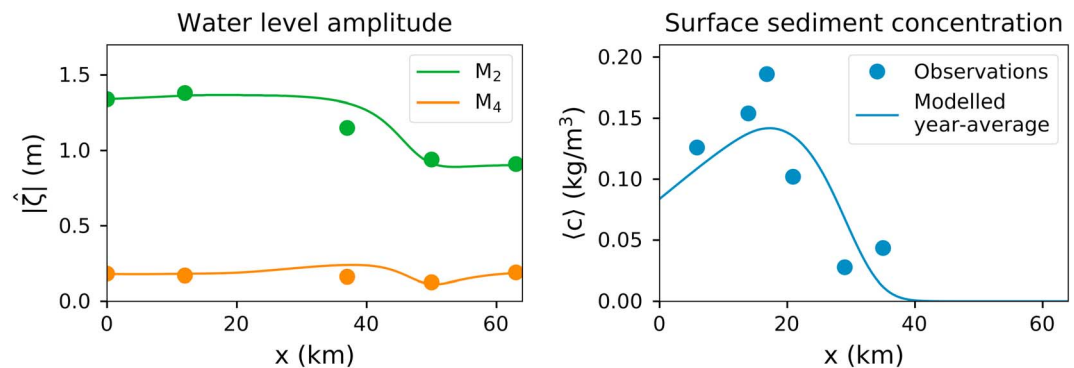 Water level amplitude
|ζ̂| (m)
1.5
1.0
0.5
0.0
M₂
M₄
0 20 40 60
x (km)
Surface sediment concentration
⟨c⟩ (kg/m³)
0.20
0.15
0.10
0.05
0.00
Observations
Modelled
year-average
0 20 40 60
x (km)